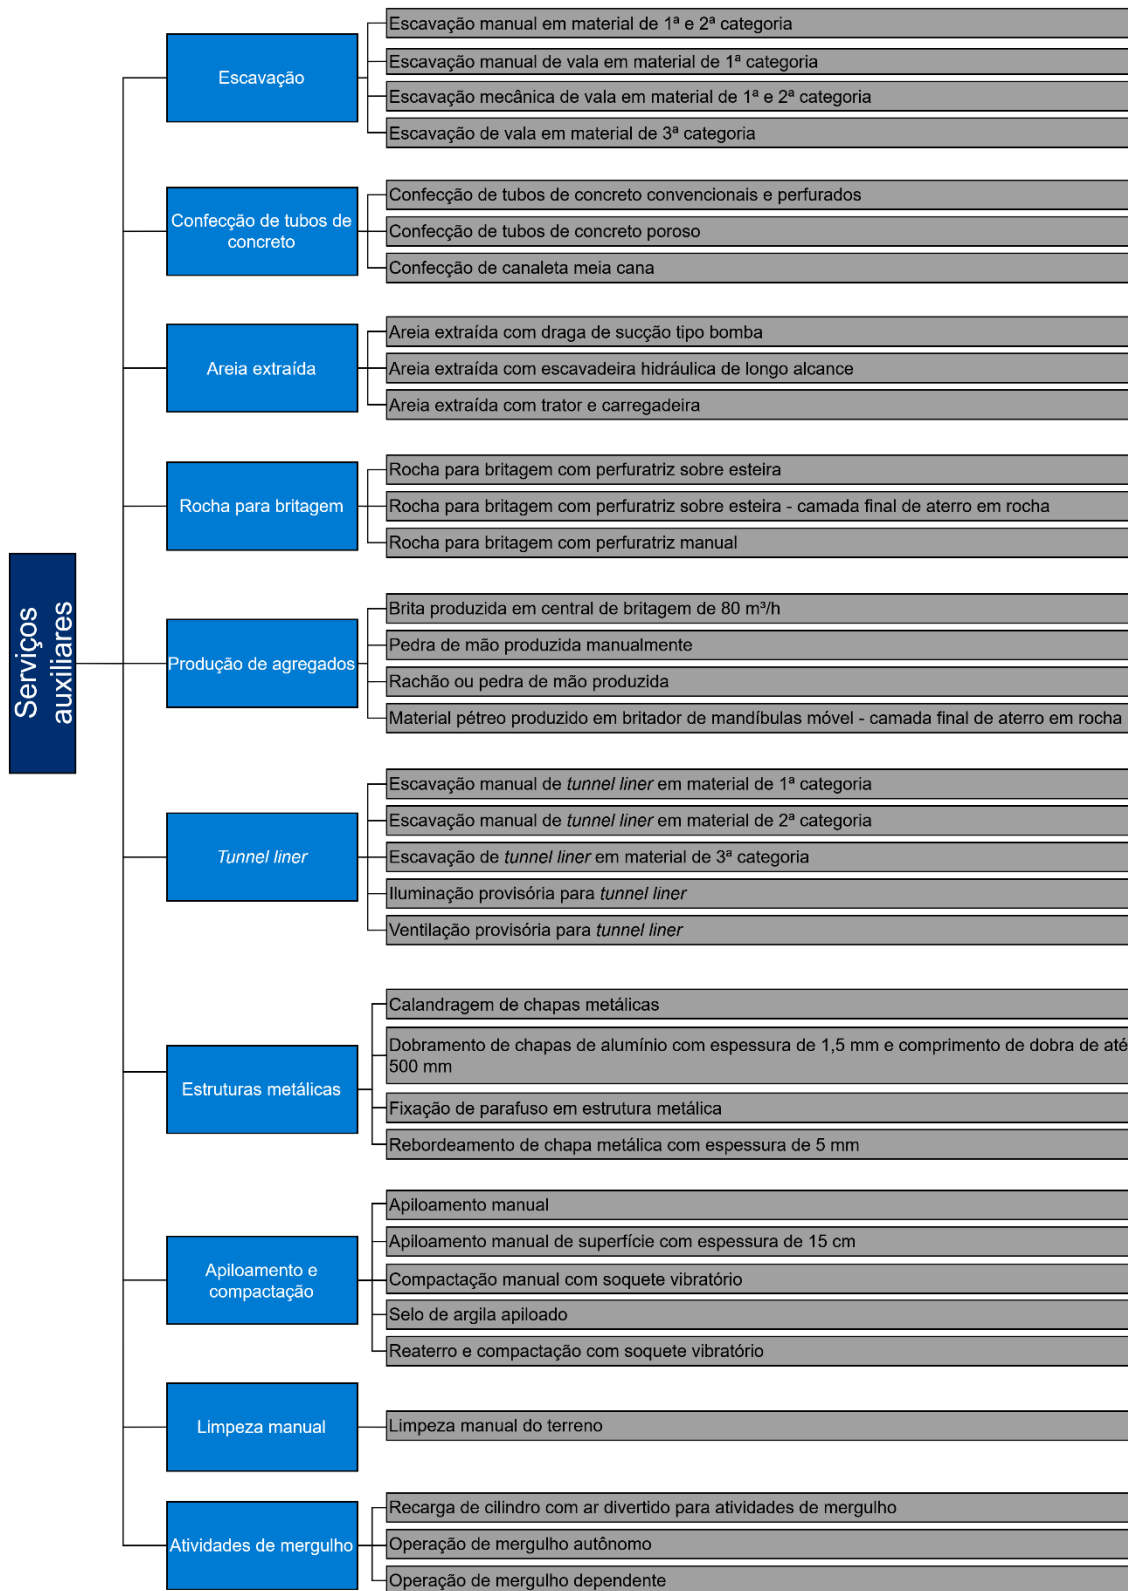 Serviços
auxiliares
Escavação
Escavação manual em material de 1ª e 2ª categoria
Escavação manual de vala em material de 1ª categoria
Escavação mecânica de vala em material de 1ª e 2ª categoria
Escavação de vala em material de 3ª categoria
Confecção de tubos de
concreto
Confecção de tubos de concreto convencionais e perfurados
Confecção de tubos de concreto poroso
Confecção de canaleta meia cana
Areia extraída
Areia extraída com draga de sucção tipo bomba
Areia extraída com escavadeira hidráulica de longo alcance
Areia extraída com trator e carregadeira
Rocha para britagem
Rocha para britagem com perfuratriz sobre esteira
Rocha para britagem com perfuratriz sobre esteira - camada final de aterro em rocha
Rocha para britagem com perfuratriz manual
Produção de agregados
Brita produzida em central de britagem de 80 m³/h
Pedra de mão produzida manualmente
Rachão ou pedra de mão produzida
Material pétreo produzido em britador de mandíbulas móvel - camada final de aterro em rocha
Tunnel liner
Escavação manual de tunnel liner em material de 1ª categoria
Escavação manual de tunnel liner em material de 2ª categoria
Escavação de tunnel liner em material de 3ª categoria
Iluminação provisória para tunnel liner
Ventilação provisória para tunnel liner
Estruturas metálicas
Calandragem de chapas metálicas
Dobramento de chapas de alumínio com espessura de 1,5 mm e comprimento de dobra de até
500 mm
Fixação de parafuso em estrutura metálica
Rebordeamento de chapa metálica com espessura de 5 mm
Apiloamento e
compactação
Apiloamento manual
Apiloamento manual de superfície com espessura de 15 cm
Compactação manual com soquete vibratório
Selo de argila apiloado
Reaterro e compactação com soquete vibratório
Limpeza manual
Limpeza manual do terreno
Atividades de mergulho
Recarga de cilindro com ar divertido para atividades de mergulho
Operação de mergulho autônomo
Operação de mergulho dependente